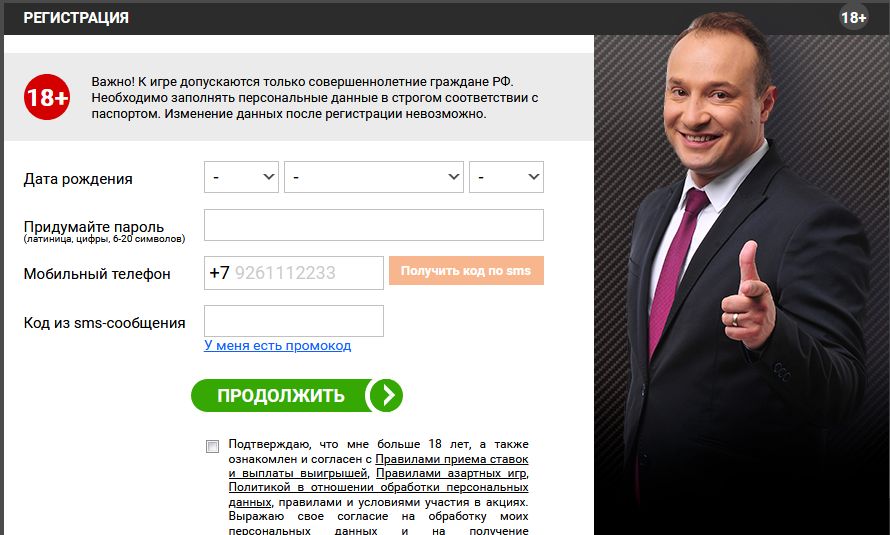 РЕГИСТРАЦИЯ
18+
18+
Важно! К игре допускаются только совершеннолетние граждане РФ.
Необходимо заполнять персональные данные в строгом соответствии с
паспортом. Изменение данных после регистрации невозможно.
Дата рождения
-
-
-
Придумайте пароль
(латиница, цифры, 6-20 символов)
Мобильный телефон
+7 9261112233
Получить код по sms
Код из sms-сообщения
У меня есть промокод
ПРОДОЛЖИТЬ
Подтверждаю, что мне больше 18 лет, а также
ознакомлен и согласен с Правилами приема ставок
и выплаты выигрышей, Правилами азартных игр,
Политикой в отношении обработки персональных
данных, правилами и условиями участия в акциях.
Выражаю свое согласие на обработку моих
персональных данных и на получение